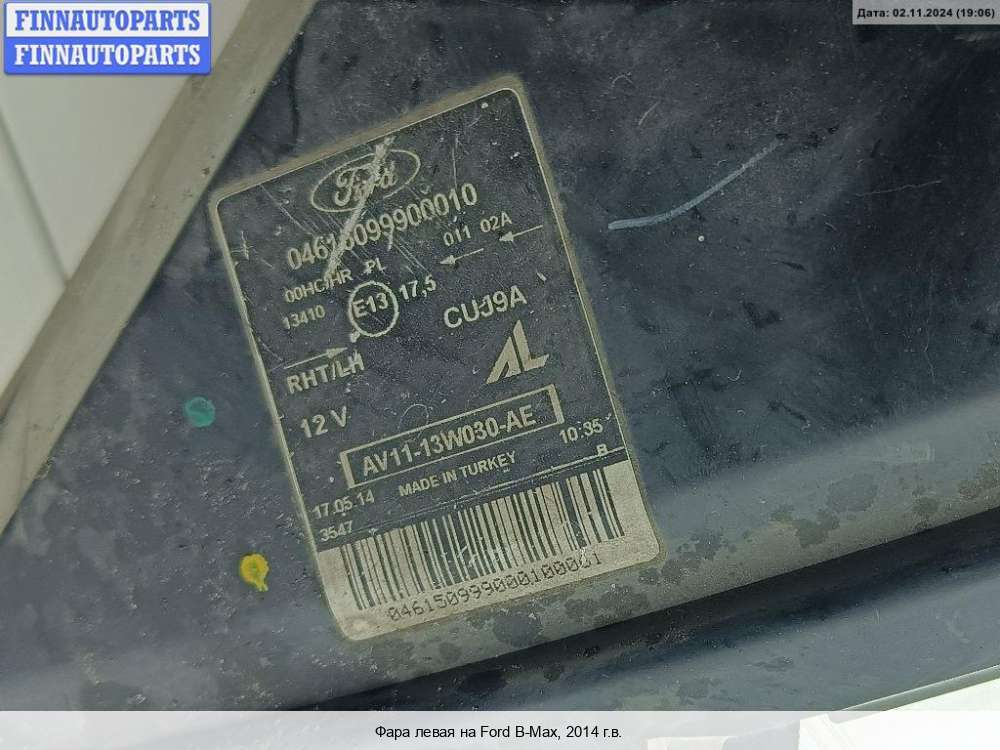 FINNAUTOPARTS
FINNAUTOPARTS
Дата: 02.11.2024 (19:06)
Ford
04615099900010
00HC/HR PL 011 02A
13410 E13 17,5
CUJ9A
RHT/LH
AL
12 V
AV11-13W030-AE
17.05.14 MADE IN TURKEY 10:35
3547 B
Фара левая на Ford B-Max, 2014 г.в.